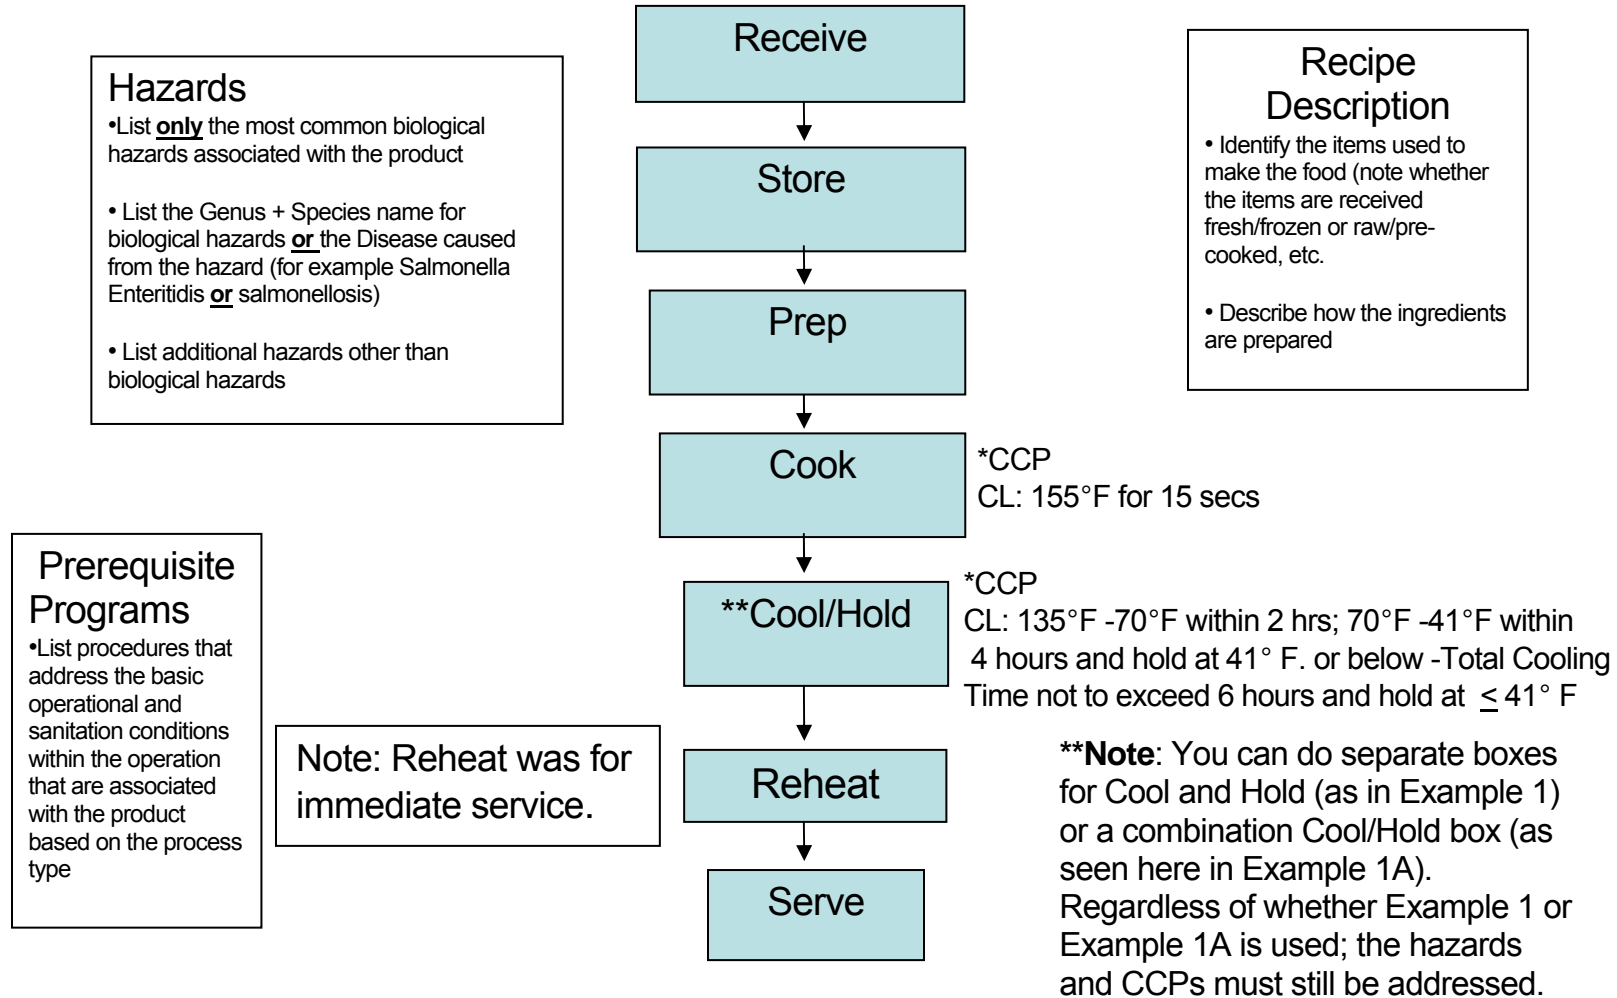 Receive
Hazards
•List only the most common biological
hazards associated with the product
• List the Genus + Species name for
biological hazards or the Disease caused
from the hazard (for example Salmonella
Enteritidis or salmonellosis)
• List additional hazards other than
biological hazards
Recipe
Description
• Identify the items used to
make the food (note whether
the items are received
fresh/frozen or raw/pre-
cooked, etc.
• Describe how the ingredients
are prepared
Store
Prep
Cook
*CCP
CL: 155°F for 15 secs
Prerequisite
Programs
•List procedures that
address the basic
operational and
sanitation conditions
within the operation
that are associated
with the product
based on the process
type
**Cool/Hold
*CCP
CL: 135°F -70°F within 2 hrs; 70°F -41°F within
4 hours and hold at 41° F. or below -Total Cooling
Time not to exceed 6 hours and hold at ≤ 41° F
Note: Reheat was for
immediate service.
Reheat
**Note: You can do separate boxes
for Cool and Hold (as in Example 1)
or a combination Cool/Hold box (as
seen here in Example 1A).
Regardless of whether Example 1 or
Example 1A is used; the hazards
and CCPs must still be addressed.
Serve